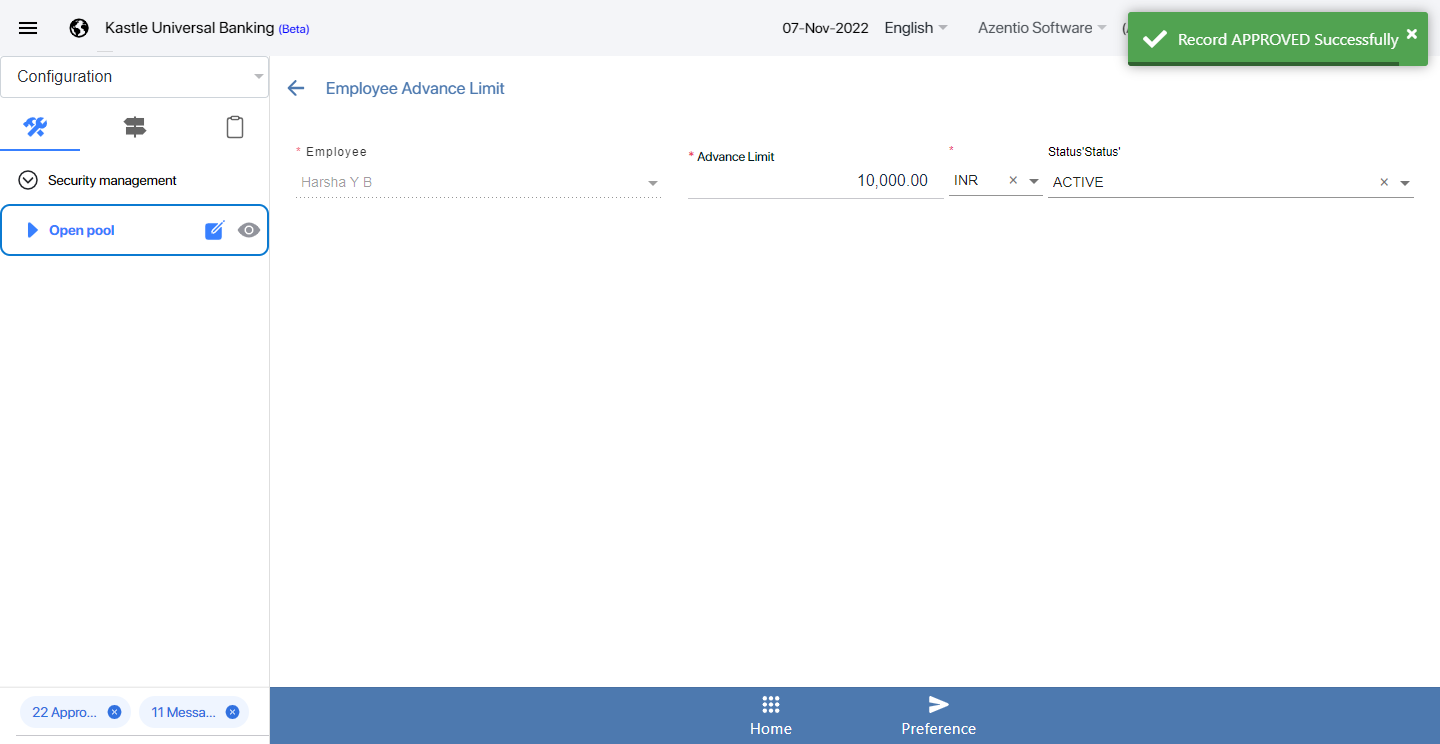 Kastle Universal Banking (Beta)
07-Nov-2022
English
Azentio Software
Record APPROVED Successfully
Configuration
Employee Advance Limit
Security management
Open pool
* Employee
Harsha Y B
* Advance Limit
10,000.00
*
INR
Status'Status'
ACTIVE
22 Appro...
11 Messa...
Home
Preference